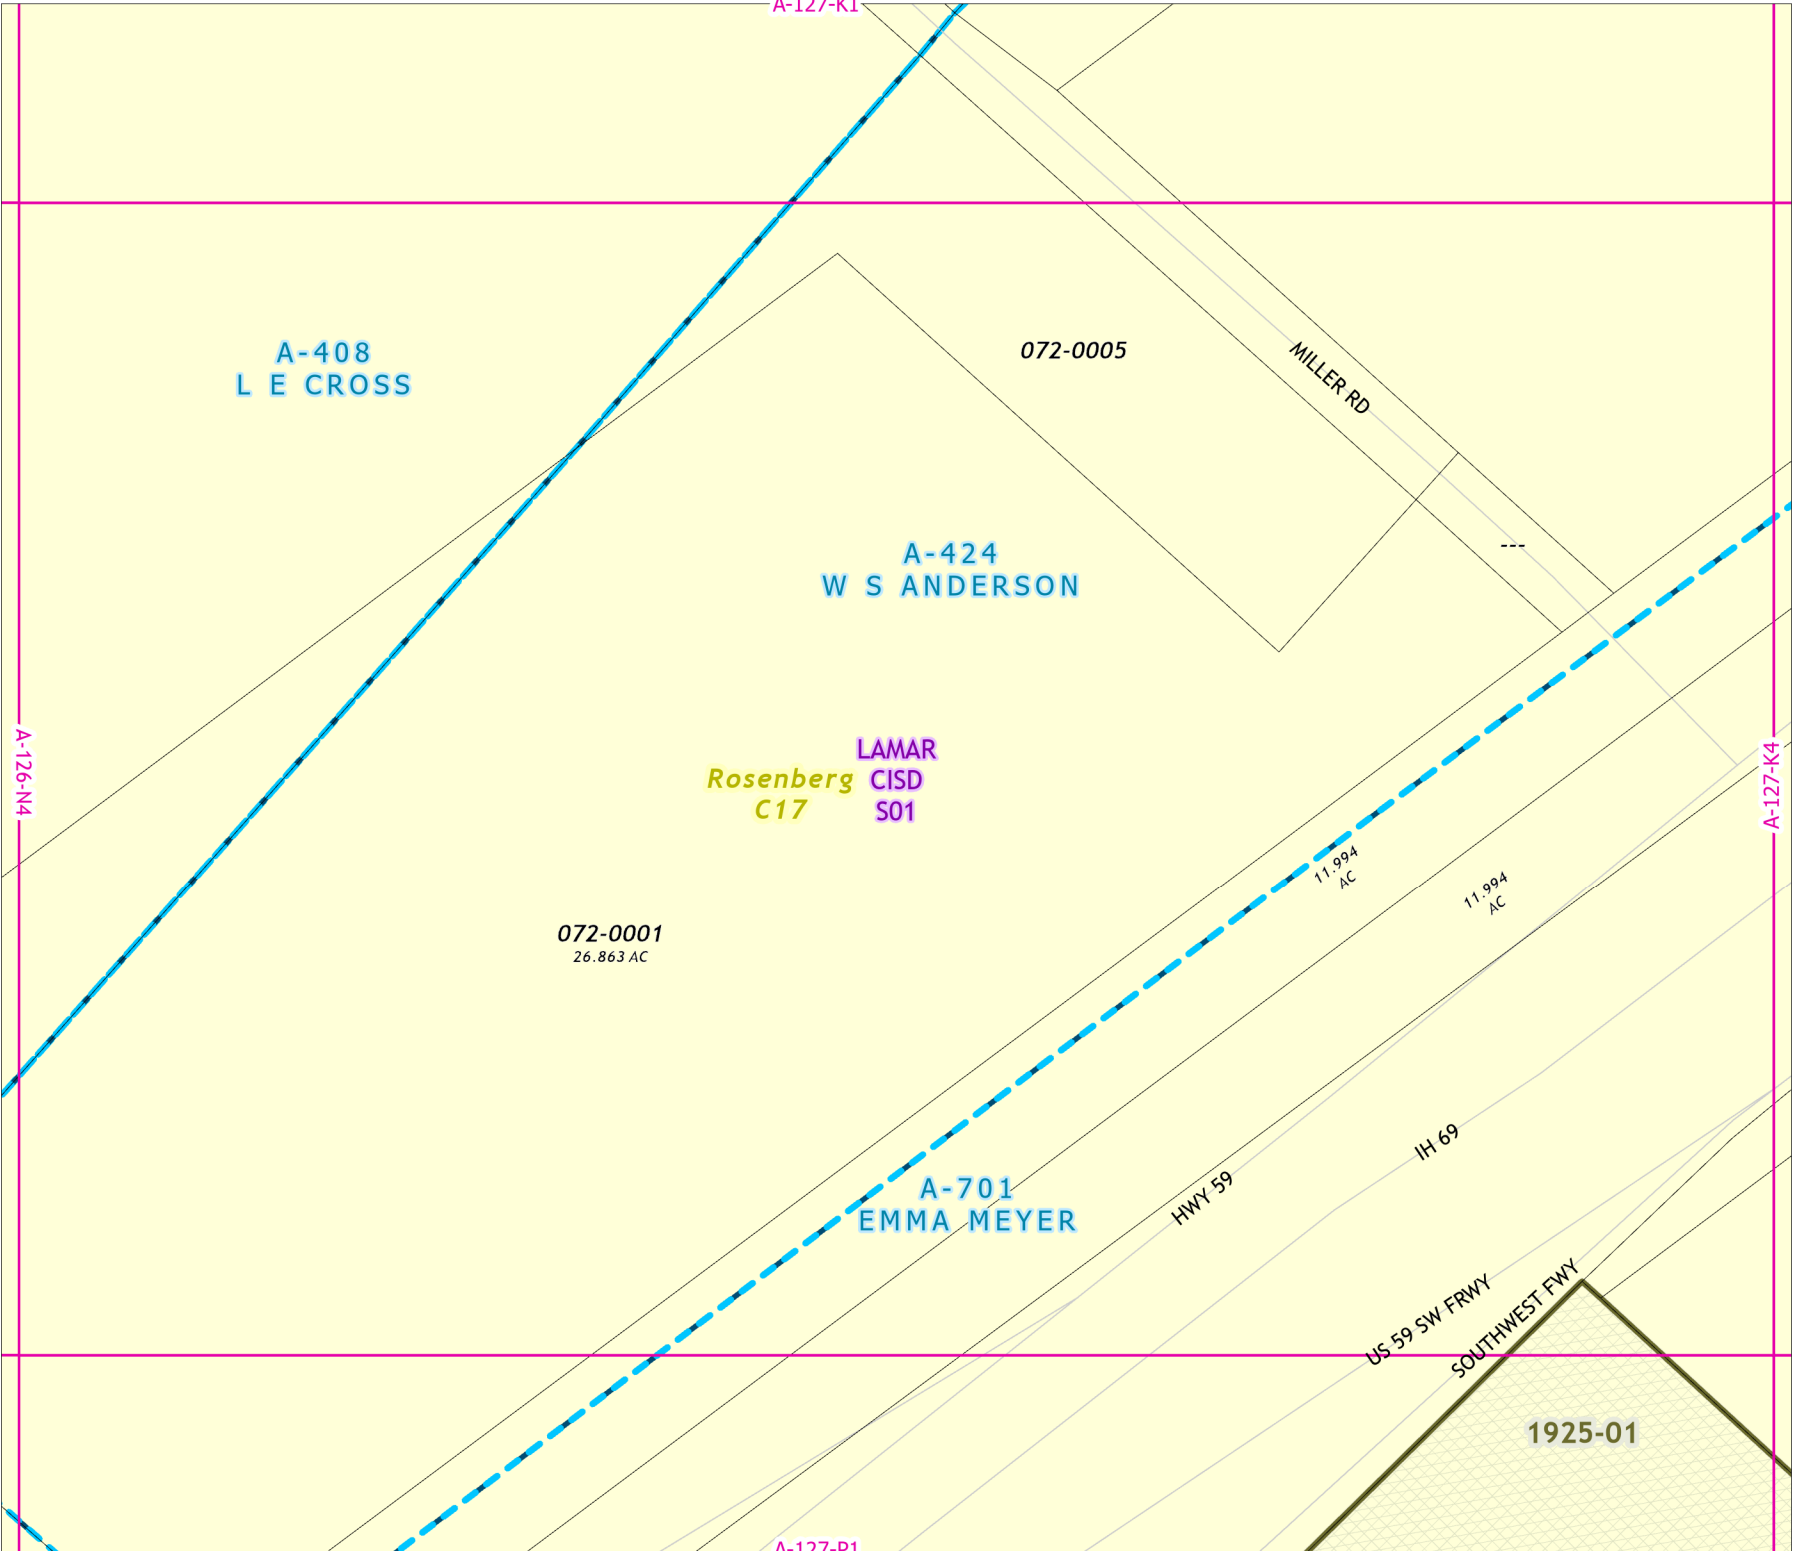 A-127-K1
A-408
L E CROSS
072-0005
MILLER RD
A-424
W S ANDERSON
---
A-126-N4
LAMAR
CISD
S01
Rosenberg
C17
A-127-K4
11.994
AC
11.994
AC
072-0001
26.863 AC
A-701
EMMA MEYER
HWY 59
IH 69
US 59 SW FRWY
SOUTHWEST FWY
1925-01
A-127-P1